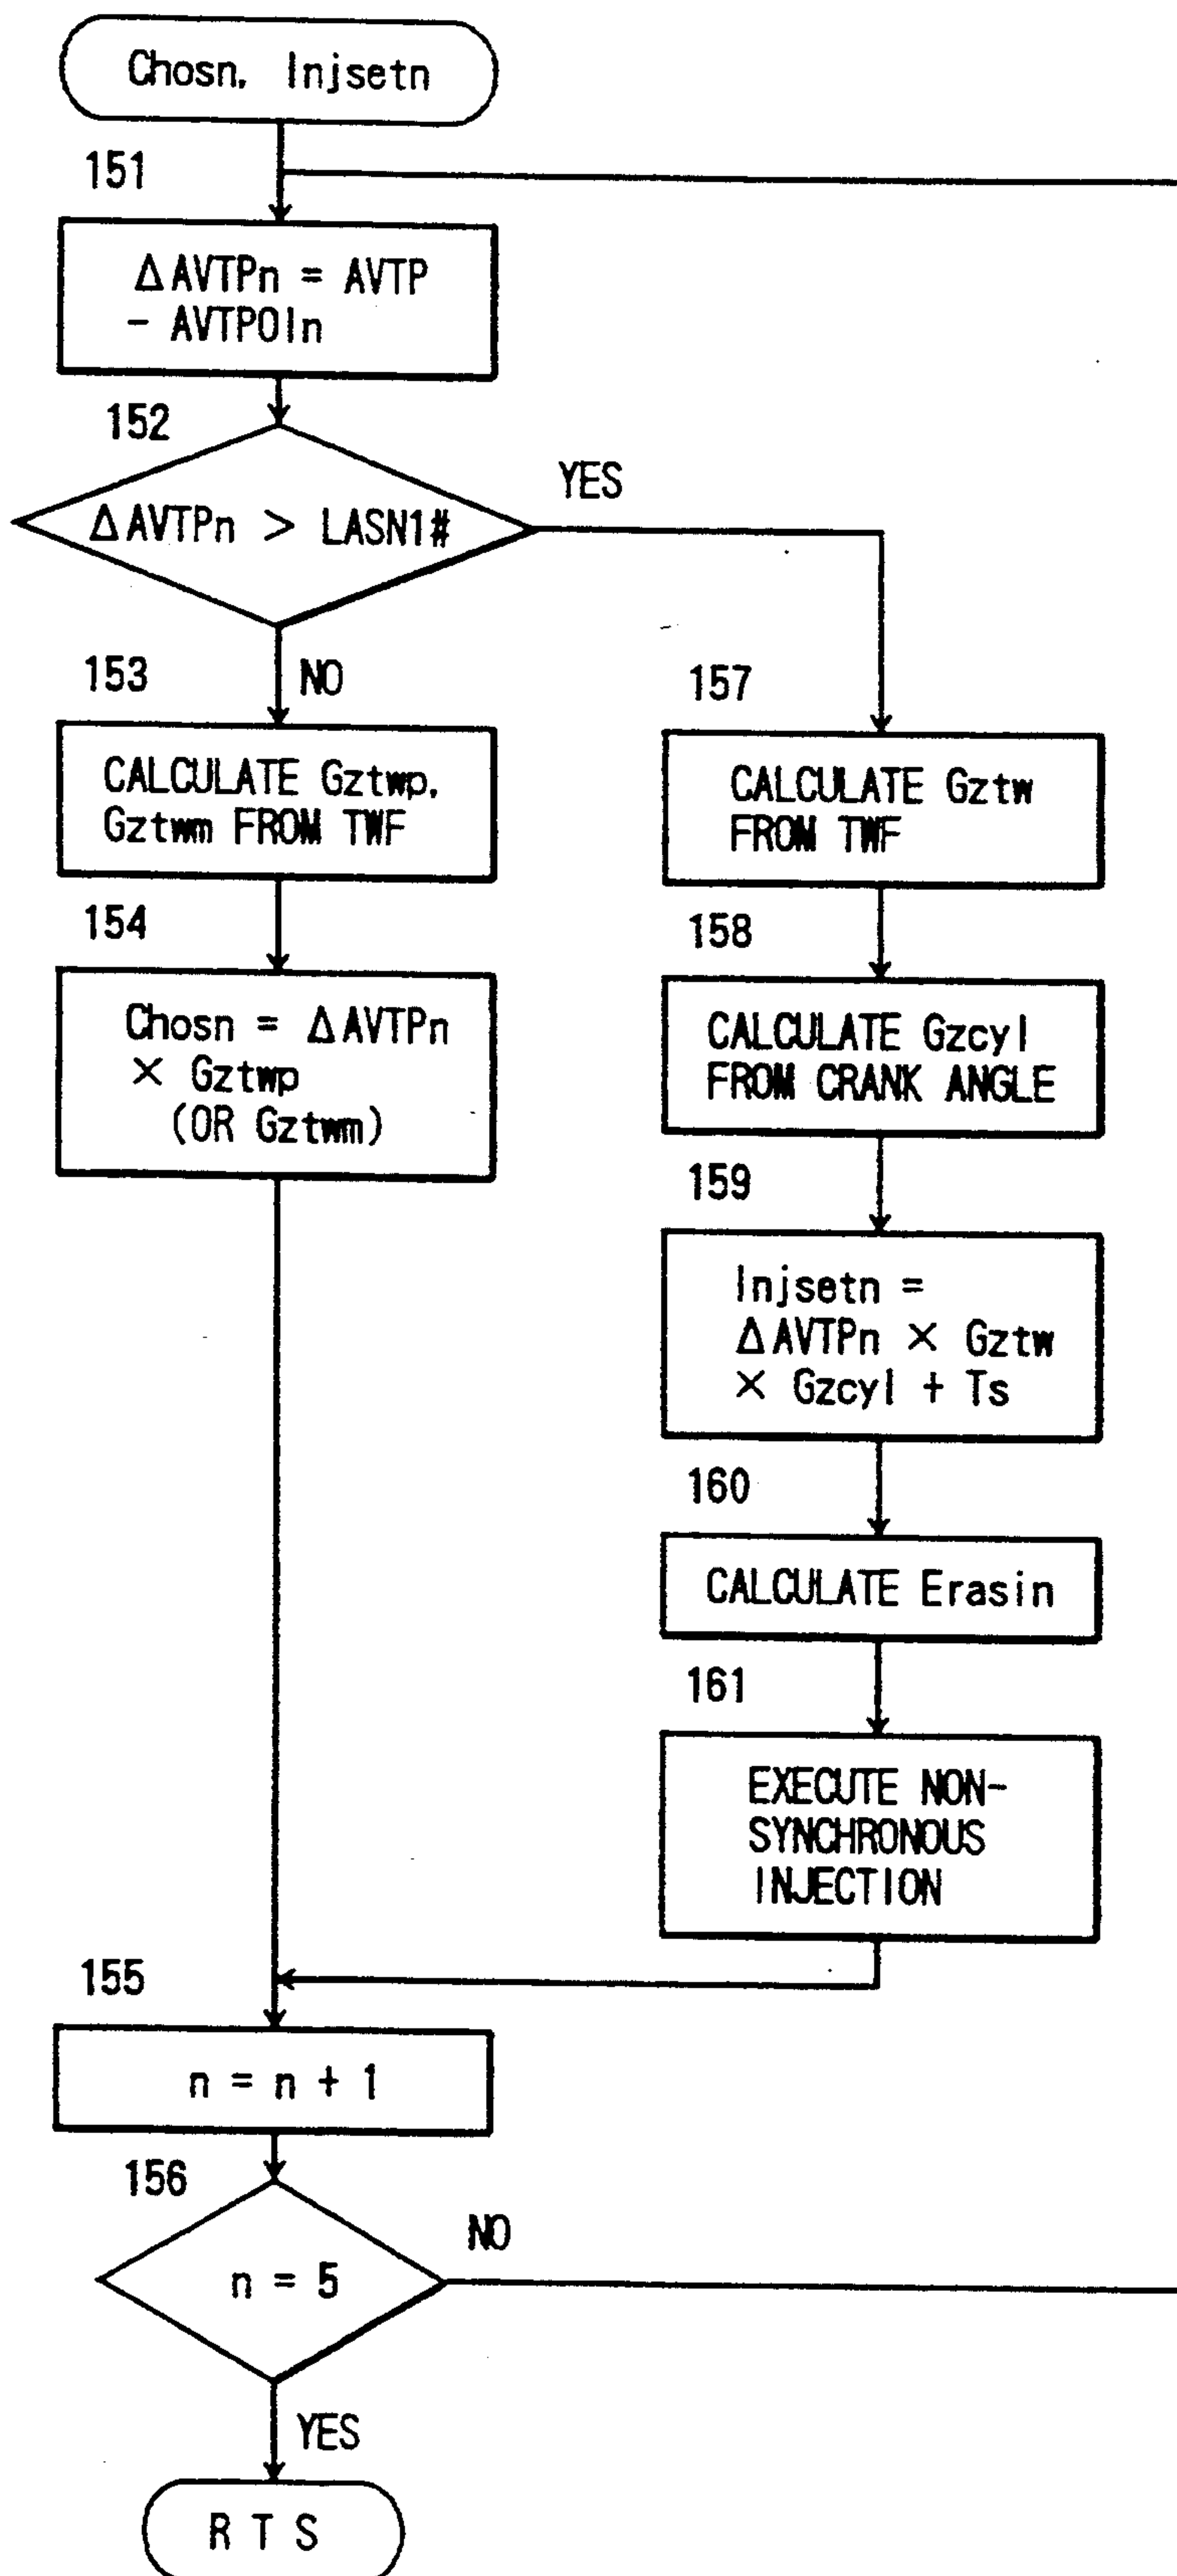 Chosn, Injsetn
151
ΔAVTPn = AVTP
- AVTPOIn
152
ΔAVTPn > LASN1#
YES
153
NO
CALCULATE Gztwp,
Gztwm FROM TWF
154
Chosn = ΔAVTPn
× Gztwp
(OR Gztwm)
157
CALCULATE Gztw
FROM TWF
158
CALCULATE Gzcyl
FROM CRANK ANGLE
159
Injsetn =
ΔAVTPn × Gztw
× Gzcyl + Ts
160
CALCULATE Erasin
161
EXECUTE NON-
SYNCHRONOUS
INJECTION
155
n = n + 1
156
n = 5
NO
YES
R T S